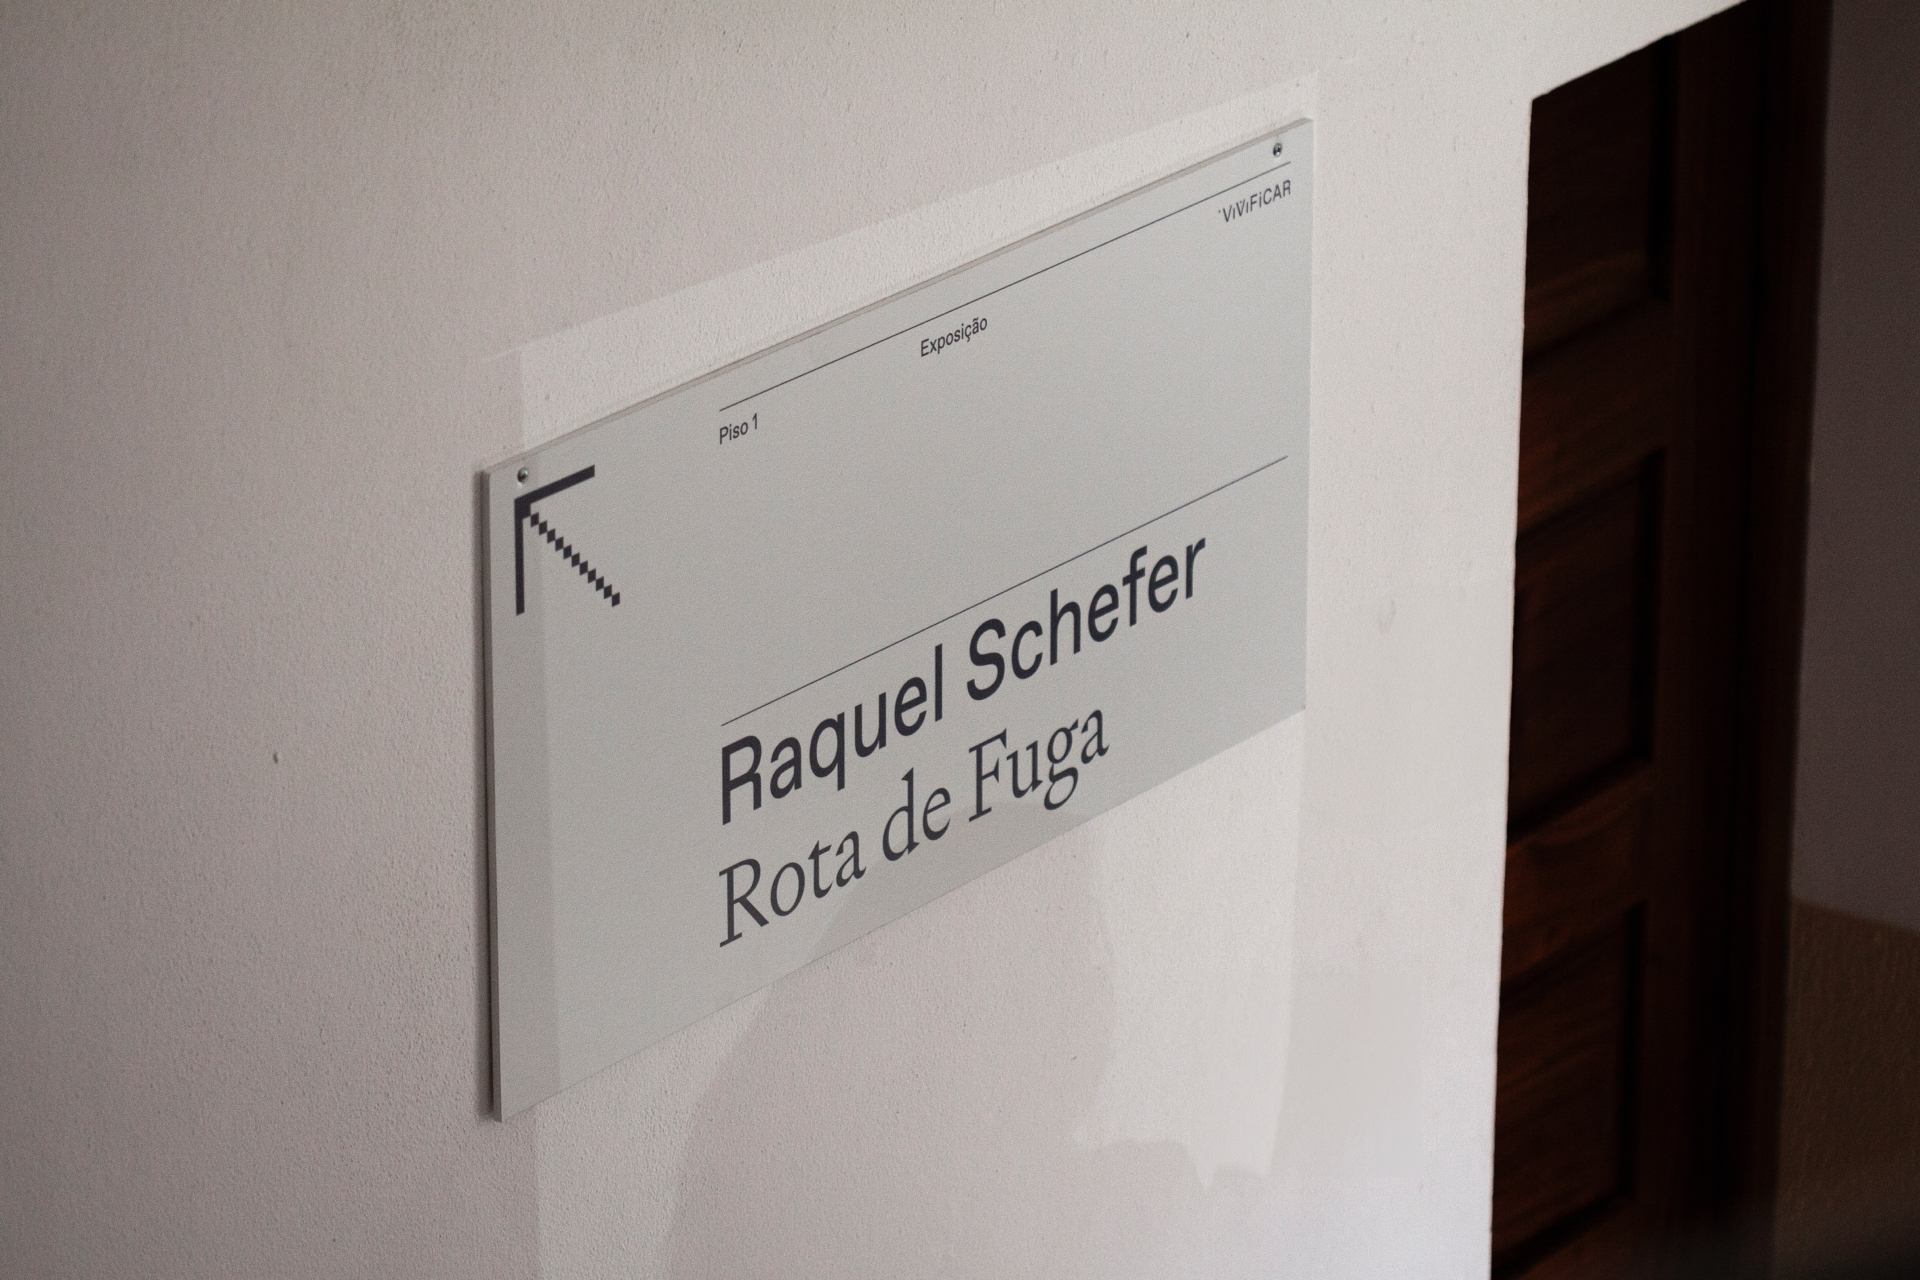 ViViFiCAR
Exposição
Piso 1
Raquel Schefer
Rota de Fuga